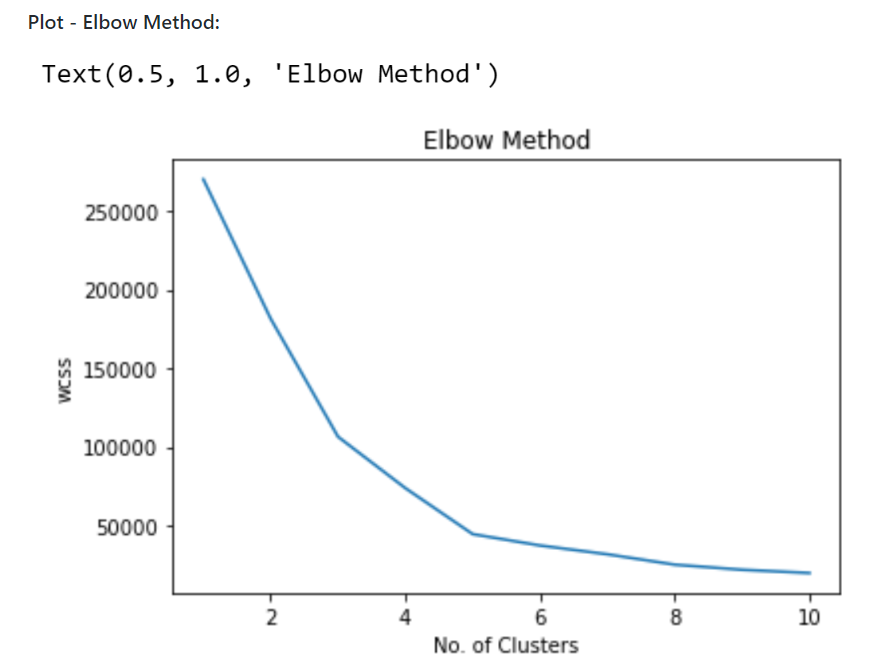 Plot - Elbow Method:
Text(0.5, 1.0, 'Elbow Method')
Elbow Method
250000
200000
150000
100000
50000
wcss
2 4 6 8 10
No. of Clusters